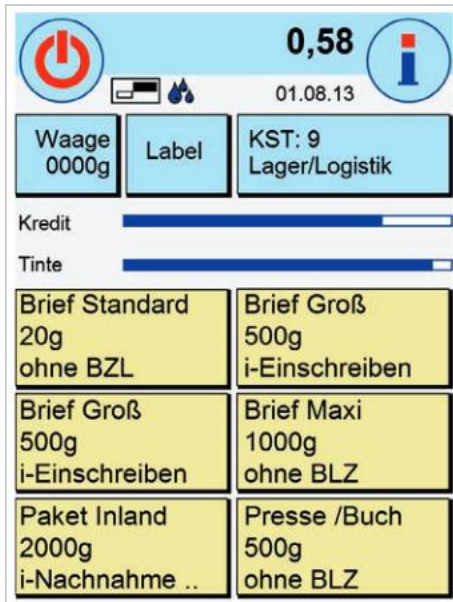 0,58
01.08.13
Waage
0000g
Label
KST: 9
Lager/Logistik
Kredit
Tinte
Brief Standard
20g
ohne BZL
Brief Groß
500g
i-Einschreiben
Brief Groß
500g
i-Einschreiben
Brief Maxi
1000g
ohne BLZ
Paket Inland
2000g
i-Nachnahme ..
Presse /Buch
500g
ohne BLZ